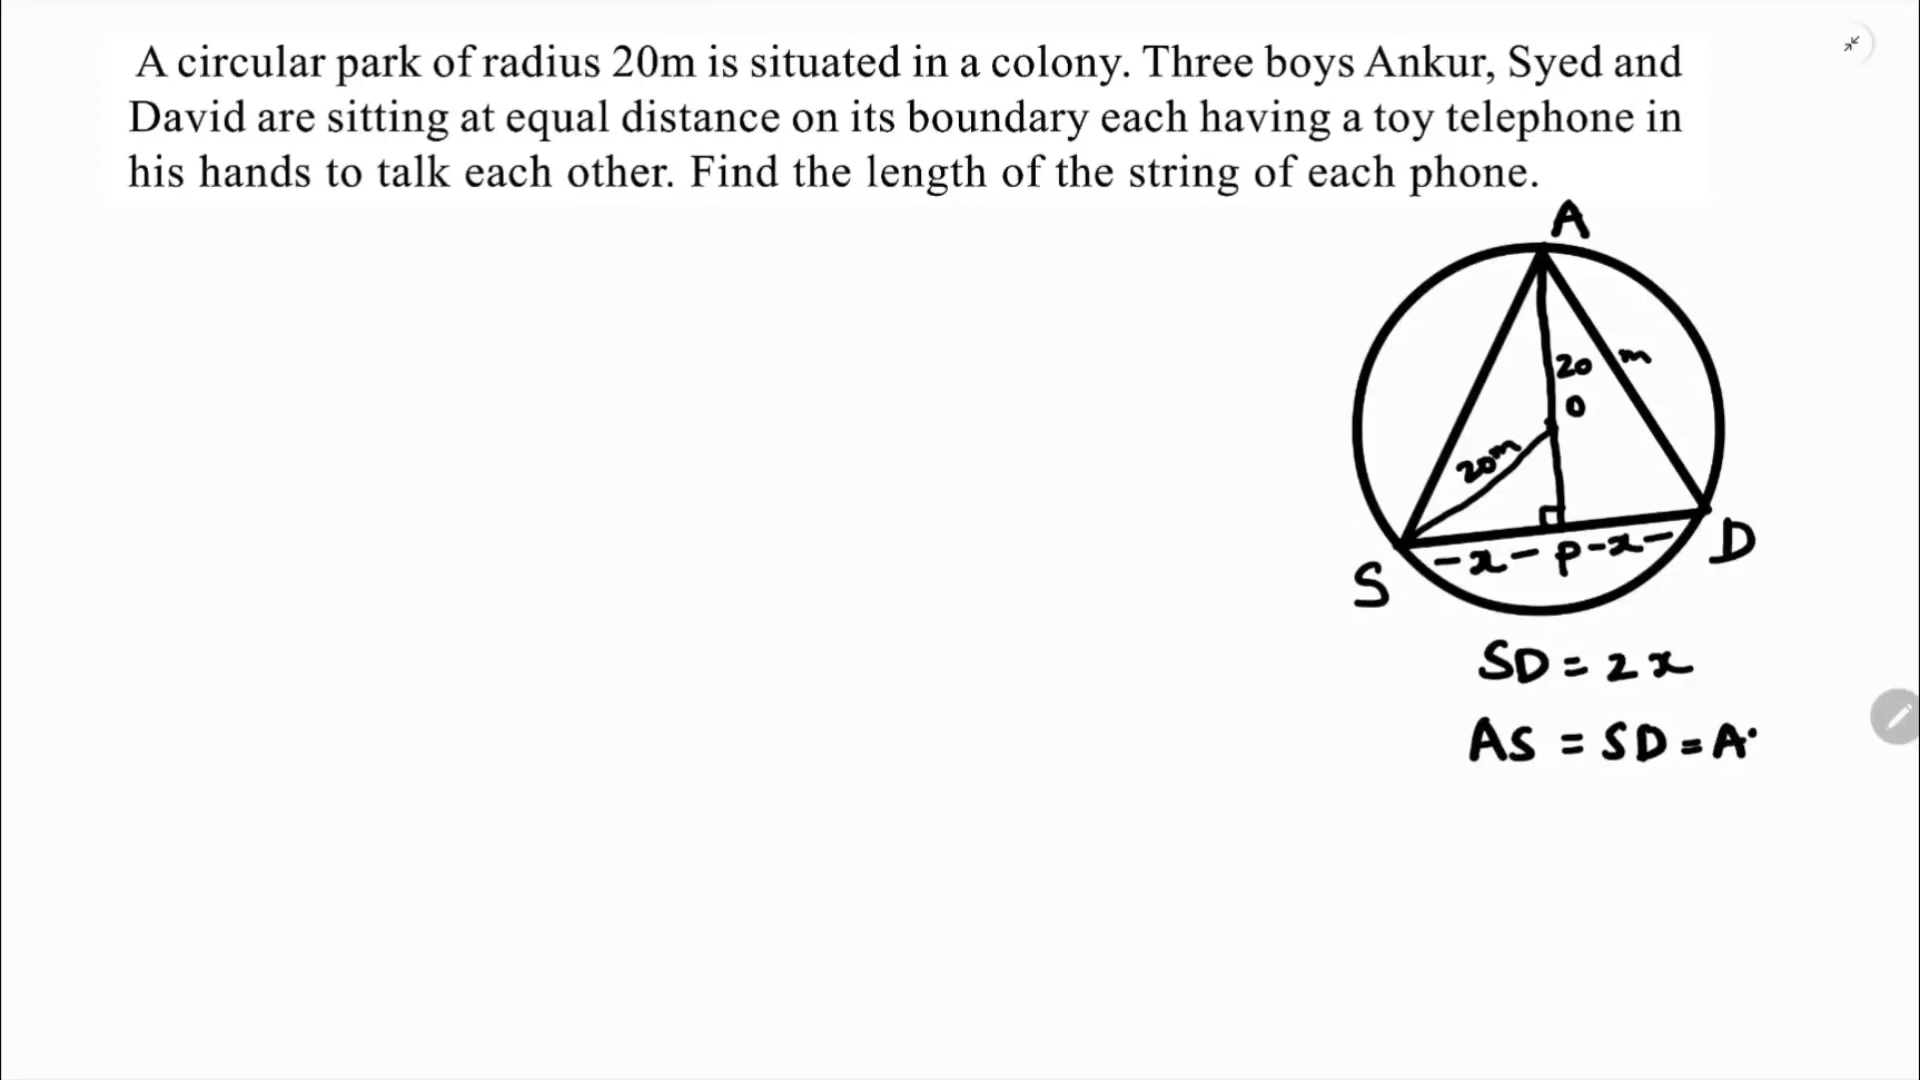 A circular park of radius 20m is situated in a colony. Three boys Ankur, Syed and
David are sitting at equal distance on its boundary each having a toy telephone in
his hands to talk each other. Find the length of the string of each phone.
A
20 m
O
20m
S -x- P -x- D
SD = 2x
AS = SD = A